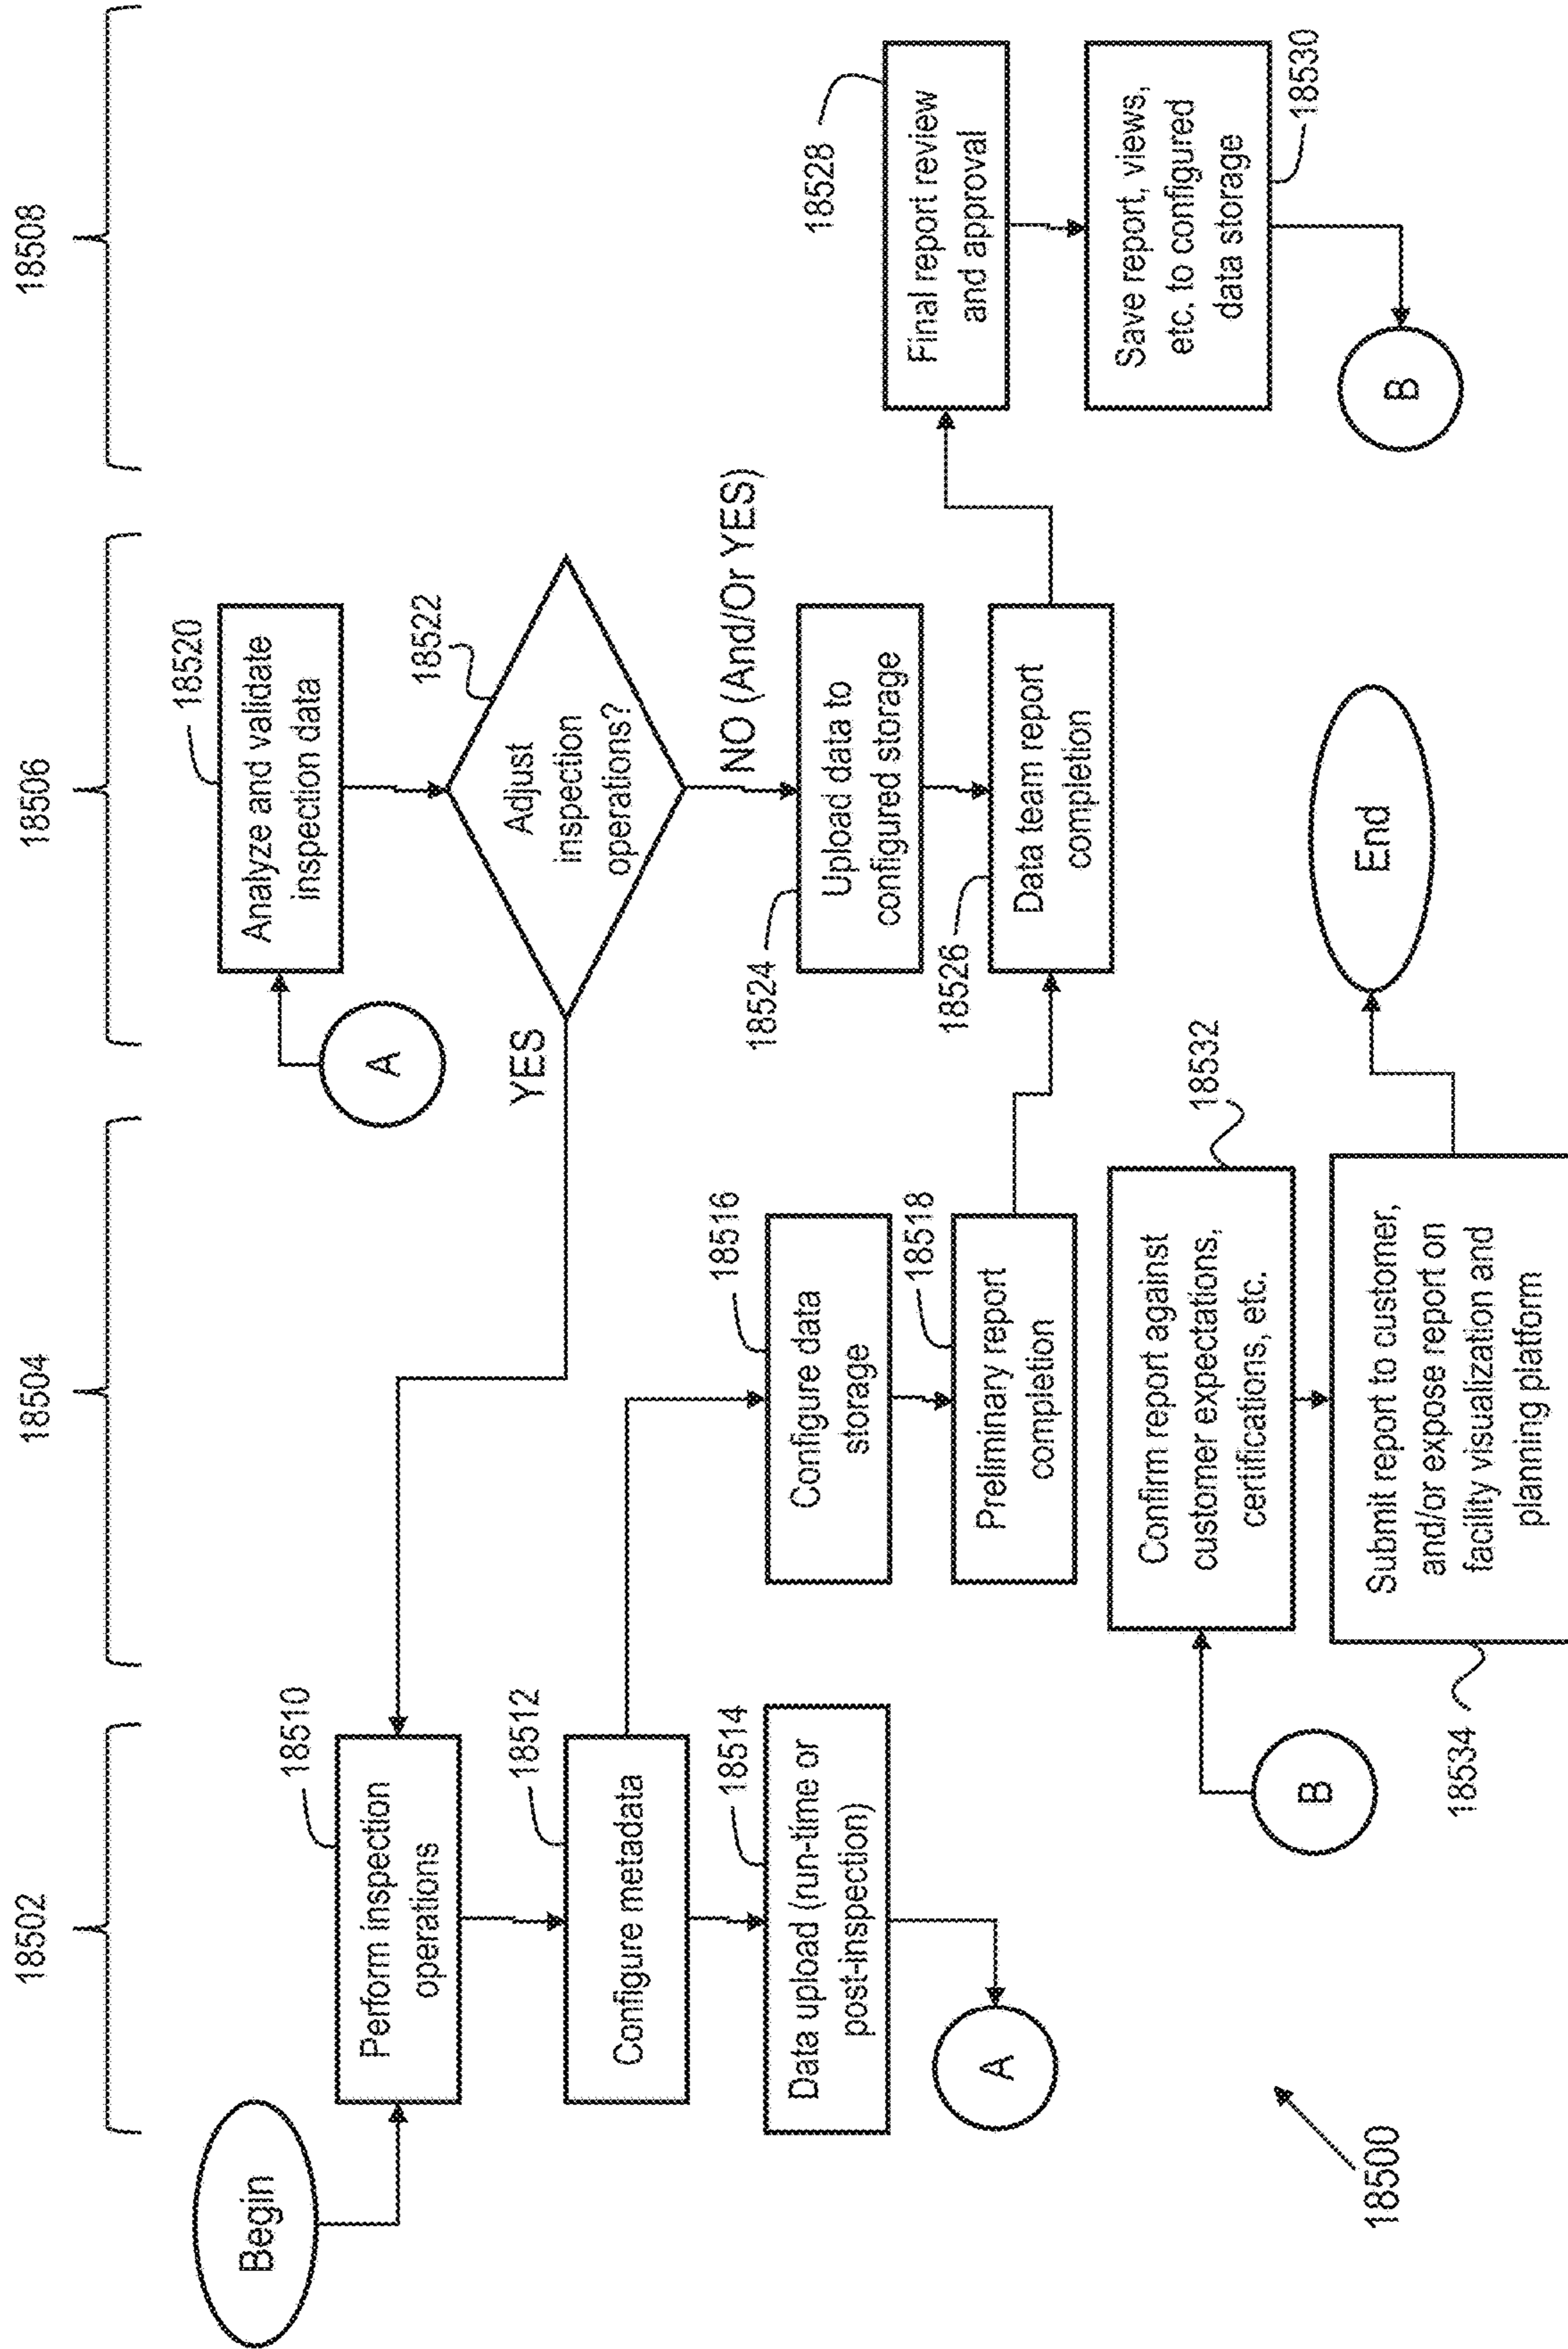 18502
18504
18506
18508
Begin
18510
Perform inspection
operations
18512
Configure metadata
18514
Data upload (run-time or
post-inspection)
A
18500
18516
Configure data
storage
18518
Preliminary report
completion
B
18532
Confirm report against
customer expectations,
certifications, etc.
18534
Submit report to customer,
and/or expose report on
facility visualization and
planning platform
End
A
18520
Analyze and validate
inspection data
18522
Adjust
inspection
operations?
YES
NO (And/Or YES)
18524
Upload data to
configured storage
18526
Data team report
completion
18528
Final report review
and approval
Save report, views,
etc. to configured
data storage
18530
B